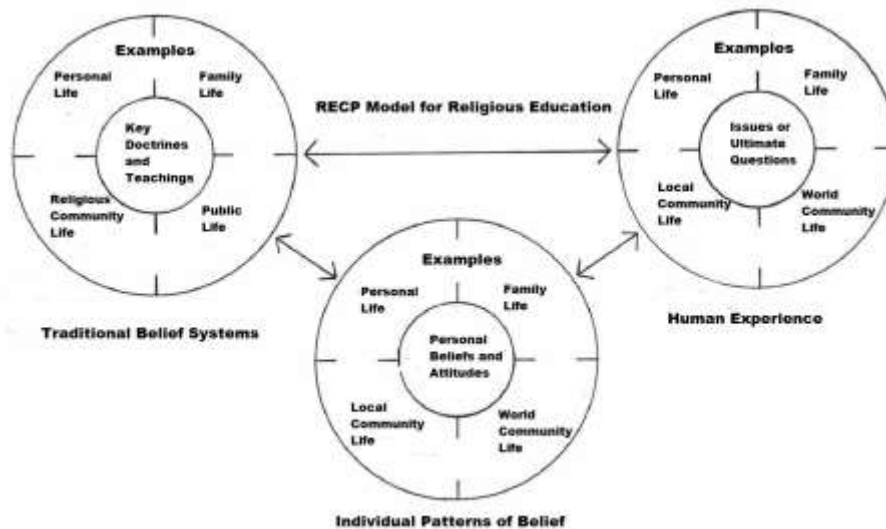 Examples
Personal
Life
Family
Life
Key
Doctrines
and
Teachings
Religious
Community
Life
Public
Life
Traditional Belief Systems
RECP Model for Religious Education
Examples
Personal
Life
Family
Life
Issues or
Ultimate
Questions
Local
Community
Life
World
Community
Life
Human Experience
Examples
Personal
Life
Family
Life
Personal
Beliefs and
Attitudes
Local
Community
Life
World
Community
Life
Individual Patterns of Belief